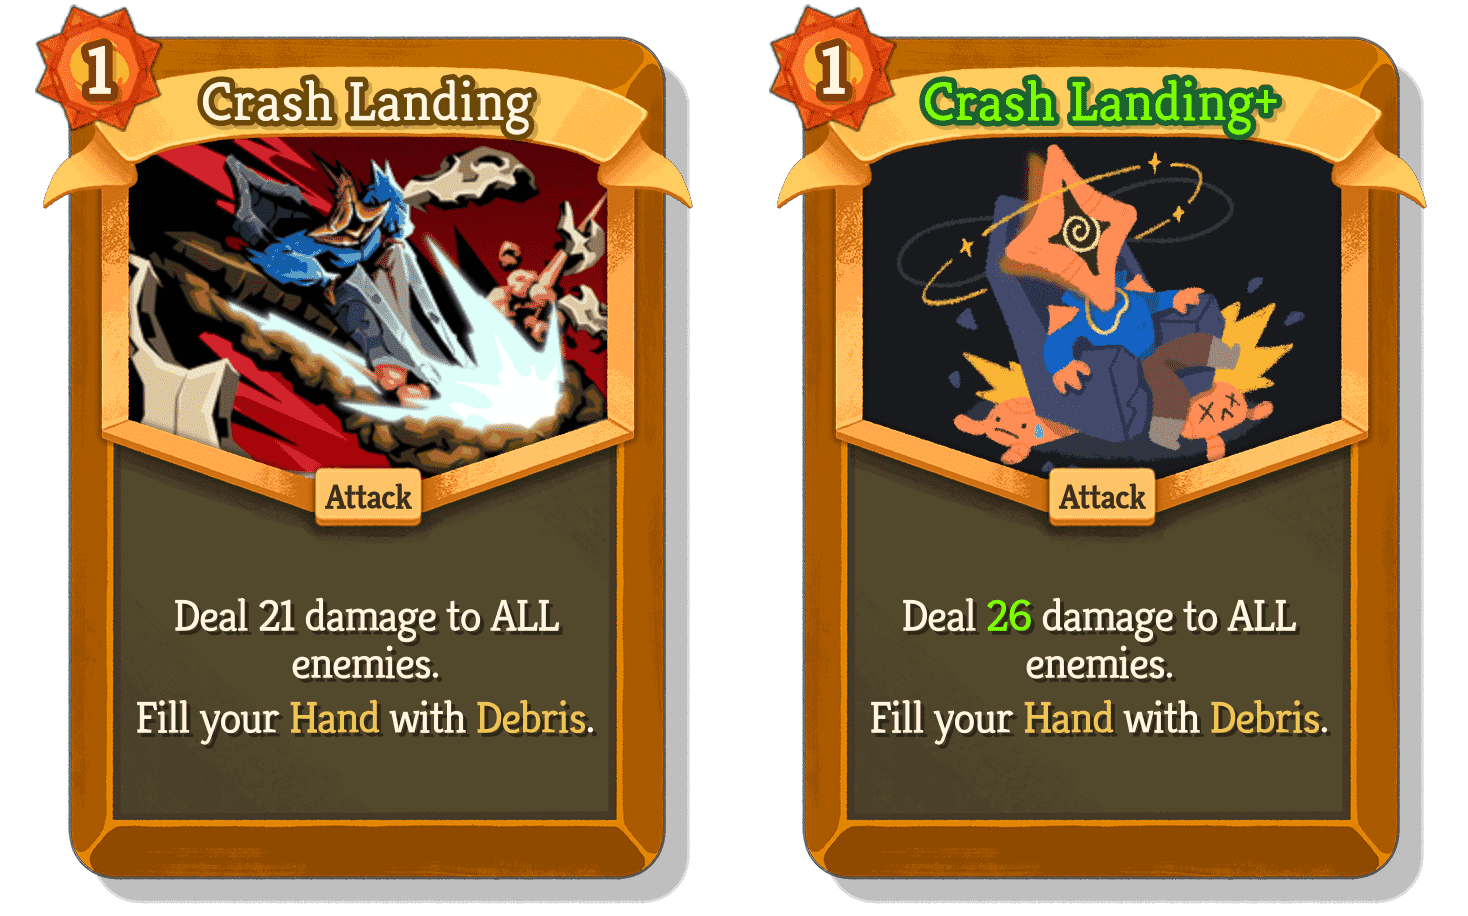 1
Crash Landing
Attack
Deal 21 damage to ALL
enemies.
Fill your Hand with Debris.
1
Crash Landing+
Attack
Deal 26 damage to ALL
enemies.
Fill your Hand with Debris.